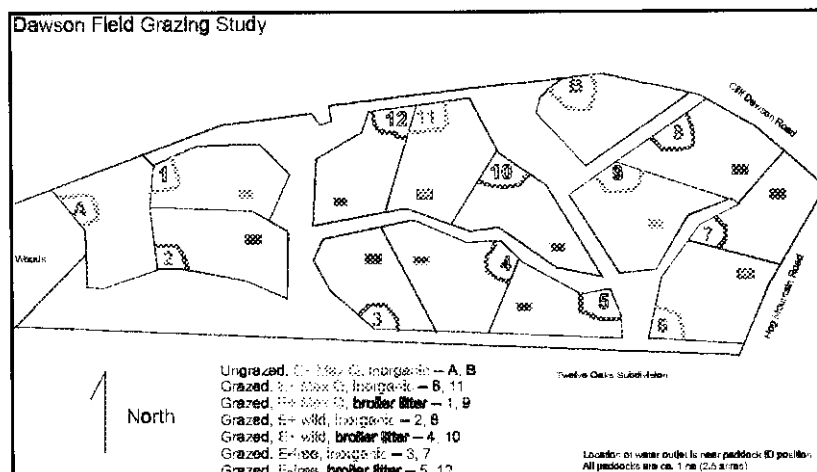 Dawson Field Grazing Study
Cliff Dawson Road
B
12 11
8
1
10
9
A
7
Woods
2
4
5
3
6
Hog Mountain Road
Twelve Oaks Subdivision
North
Ungrazed, E+ Max Q, Inorganic – A, B
Grazed, E+ Max Q, Inorganic – 6, 11
Grazed, E+ Max Q, broiler litter – 1, 9
Grazed, E+ wild, Inorganic – 2, 8
Grazed, E+ wild, broiler litter – 4, 10
Grazed, E-free, Inorganic – 3, 7
Grazed, E-free, broiler litter – 5, 12
Location of water outlet is near paddock ID position
All paddocks are ca. 1 ha (2.5 acres)